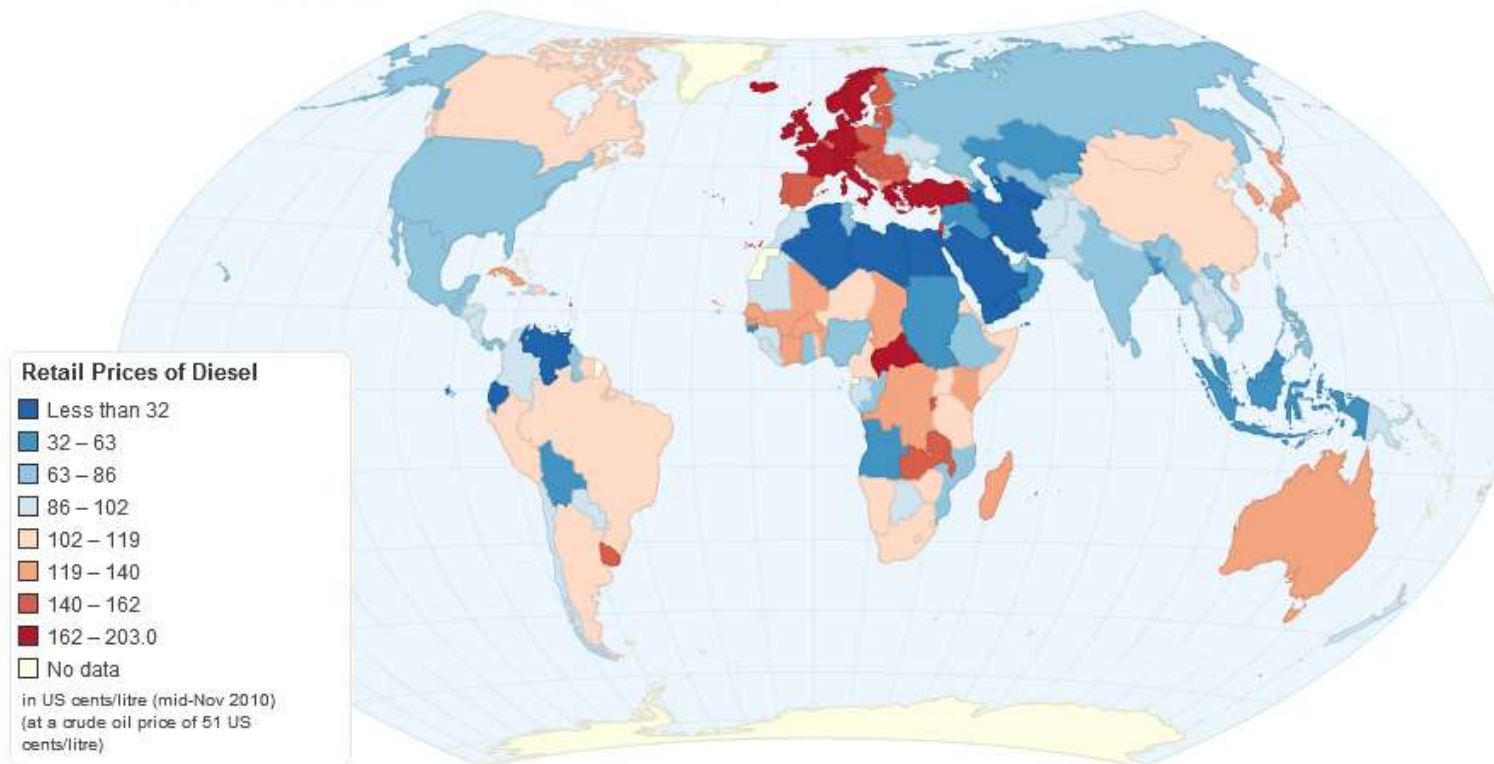 Retail Prices of Diesel
Less than 32
32 – 63
63 – 86
86 – 102
102 – 119
119 – 140
140 – 162
162 – 203.0
No data
in US cents/litre (mid-Nov 2010)
(at a crude oil price of 51 US
cents/litre)